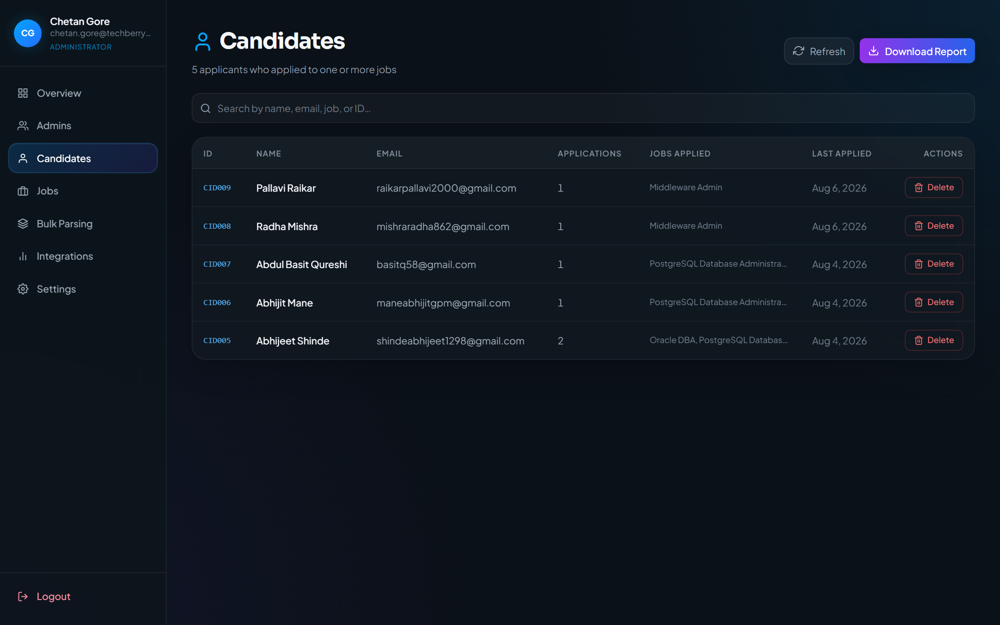 CG
Chetan Gore
chetan.gore@techberry...
ADMINISTRATOR
Overview
Admins
Candidates
Jobs
Bulk Parsing
Integrations
Settings
Logout
Candidates
5 applicants who applied to one or more jobs
Refresh
Download Report
Search by name, email, job, or ID...
ID NAME EMAIL APPLICATIONS JOBS APPLIED LAST APPLIED ACTIONS
CID009 Pallavi Raikar raikarpallavi2000@gmail.com 1 Middleware Admin Aug 6, 2026 Delete
CID008 Radha Mishra mishraradha862@gmail.com 1 Middleware Admin Aug 6, 2026 Delete
CID007 Abdul Basit Qureshi basitq58@gmail.com 1 PostgreSQL Database Administra... Aug 4, 2026 Delete
CID006 Abhijit Mane maneabhijitgpm@gmail.com 1 PostgreSQL Database Administra... Aug 4, 2026 Delete
CID005 Abhijeet Shinde shindeabhijeet1298@gmail.com 2 Oracle DBA, PostgreSQL Databas... Aug 4, 2026 Delete